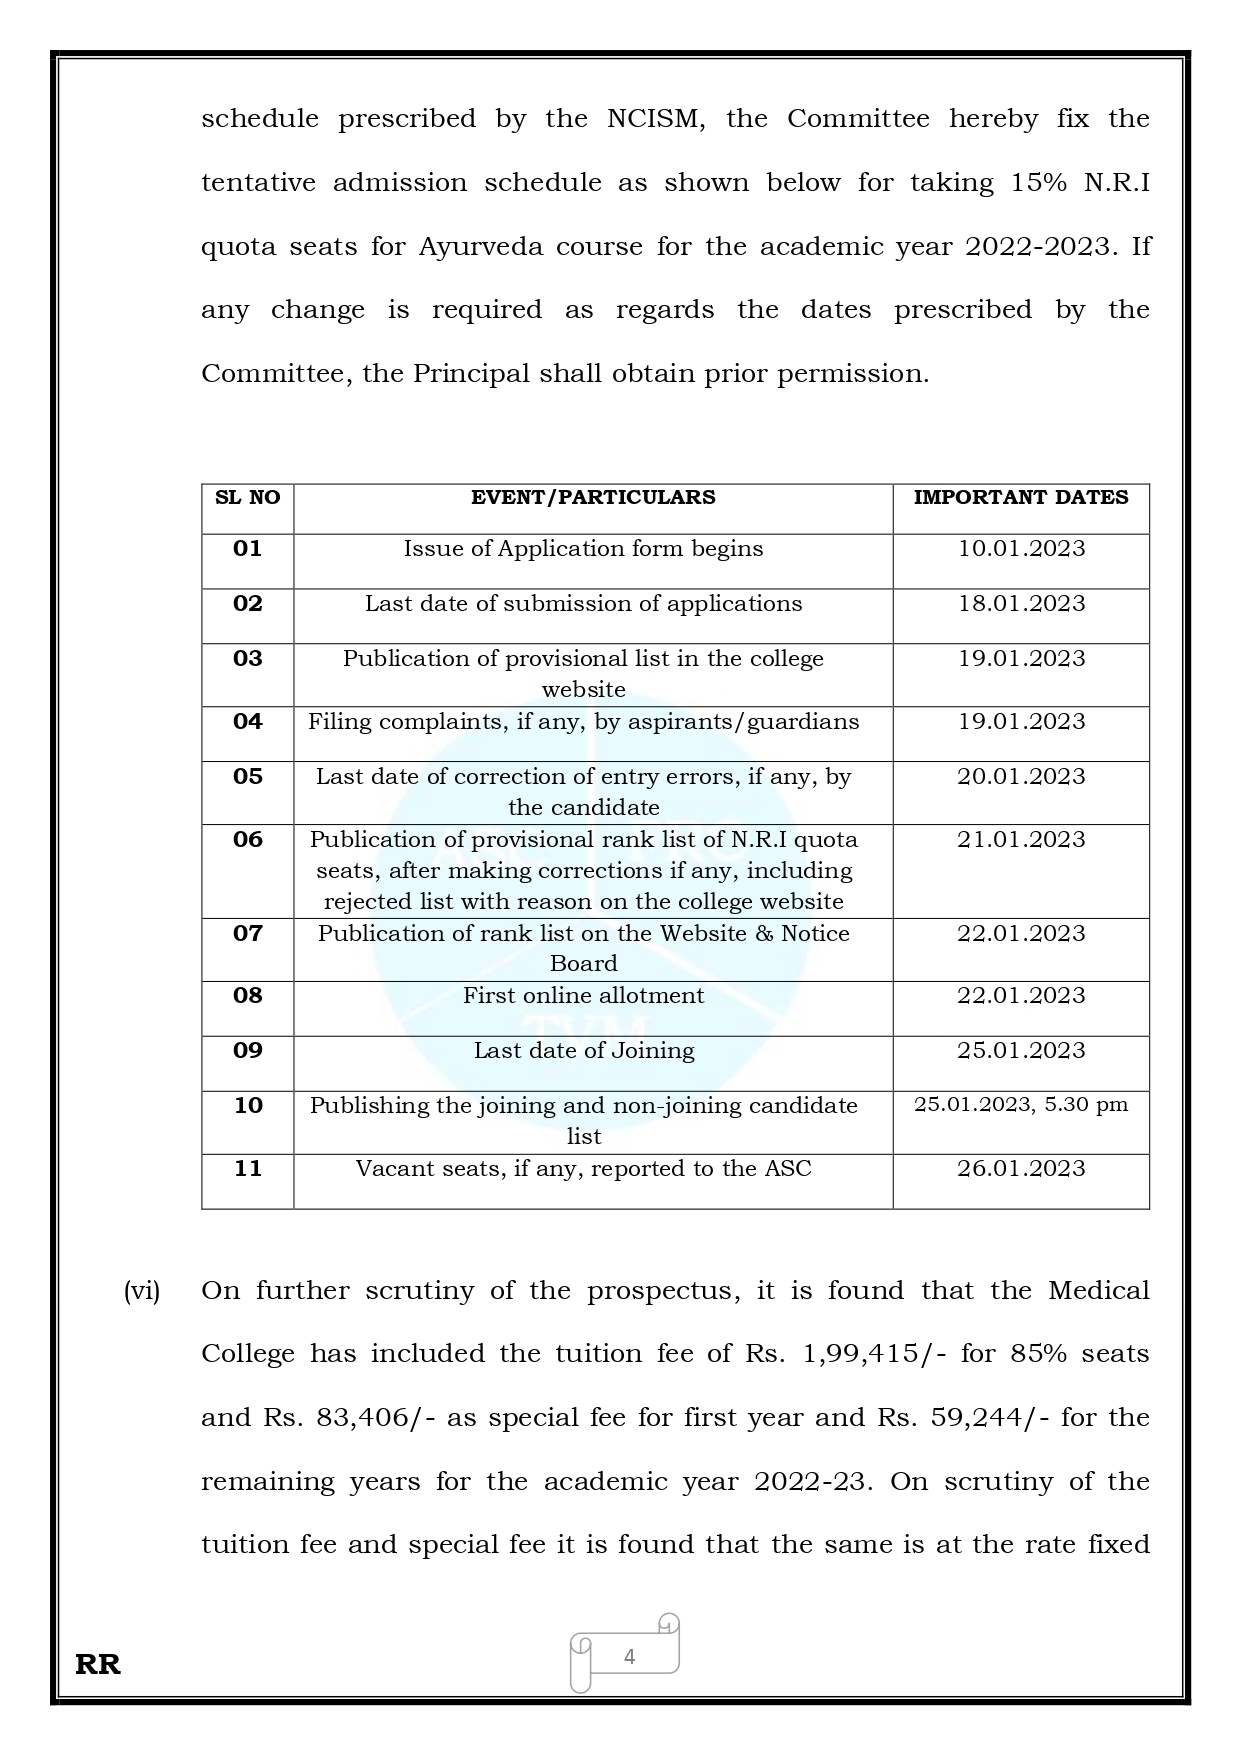 schedule prescribed by the NCISM, the Committee hereby fix the
tentative admission schedule as shown below for taking 15% N.R.I
quota seats for Ayurveda course for the academic year 2022-2023. If
any change is required as regards the dates prescribed by the
Committee, the Principal shall obtain prior permission.
SL NO EVENT/PARTICULARS IMPORTANT DATES
01 Issue of Application form begins 10.01.2023
02 Last date of submission of applications 18.01.2023
03 Publication of provisional list in the college 19.01.2023
website
04 Filing complaints, if any, by aspirants/guardians 19.01.2023
05 Last date of correction of entry errors, if any, by 20.01.2023
the candidate
06 Publication of provisional rank list of N.R.I quota 21.01.2023
seats, after making corrections if any, including
rejected list with reason on the college website
07 Publication of rank list on the Website & Notice 22.01.2023
Board
08 First online allotment 22.01.2023
TVM
09 Last date of Joining 25.01.2023
10 Publishing the joining and non-joining candidate 25.01.2023, 5.30 pm
list
11 Vacant seats, if any, reported to the ASC 26.01.2023
(vi) On further scrutiny of the prospectus, it is found that the Medical
College has included the tuition fee of Rs. 1,99,415/- for 85% seats
and Rs. 83,406/- as special fee for first year and Rs. 59,244/- for the
remaining years for the academic year 2022-23. On scrutiny of the
tuition fee and special fee it is found that the same is at the rate fixed
4
RR